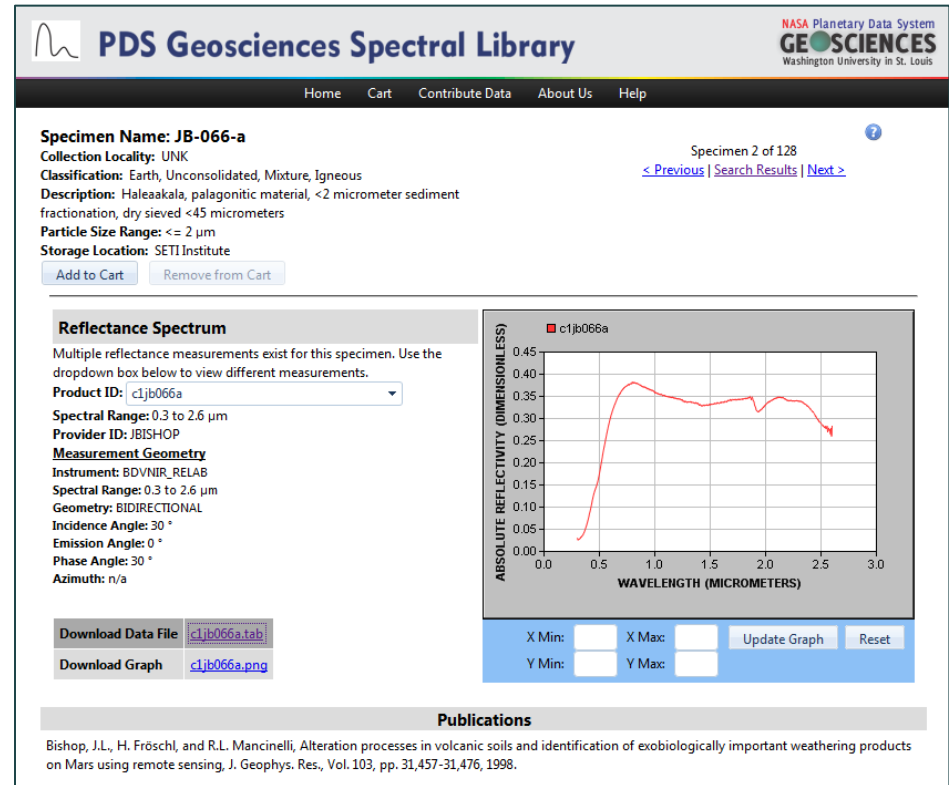 PDS Geosciences Spectral Library
NASA Planetary Data System
GEOSCIENCES
Washington University in St. Louis
Home Cart Contribute Data About Us Help
Specimen Name: JB-066-a
Collection Locality: UNK
Classification: Earth, Unconsolidated, Mixture, Igneous
Description: Haleaakala, palagonitic material, <2 micrometer sediment
fractionation, dry sieved <45 micrometers
Particle Size Range: <= 2 µm
Storage Location: SETI Institute
Add to Cart Remove from Cart
?
Specimen 2 of 128
< Previous | Search Results | Next >
Reflectance Spectrum
Multiple reflectance measurements exist for this specimen. Use the
dropdown box below to view different measurements.
Product ID: c1jb066a
Spectral Range: 0.3 to 2.6 µm
Provider ID: JBISHOP
Measurement Geometry
Instrument: BDVNIR_RELAB
Spectral Range: 0.3 to 2.6 µm
Geometry: BIDIRECTIONAL
Incidence Angle: 30 °
Emission Angle: 0 °
Phase Angle: 30 °
Azimuth: n/a
Download Data File c1jb066a.tab
Download Graph c1jb066a.png
c1jb066a
ABSOLUTE REFLECTIVITY (DIMENSIONLESS)
0.45
0.40
0.35
0.30
0.25
0.20
0.15
0.10
0.05
0.00
0.0 0.5 1.0 1.5 2.0 2.5 3.0
WAVELENGTH (MICROMETERS)
X Min: X Max: Update Graph Reset
Y Min: Y Max:
Publications
Bishop, J.L., H. Fröschl, and R.L. Mancinelli, Alteration processes in volcanic soils and identification of exobiologically important weathering products
on Mars using remote sensing, J. Geophys. Res., Vol. 103, pp. 31,457-31,476, 1998.